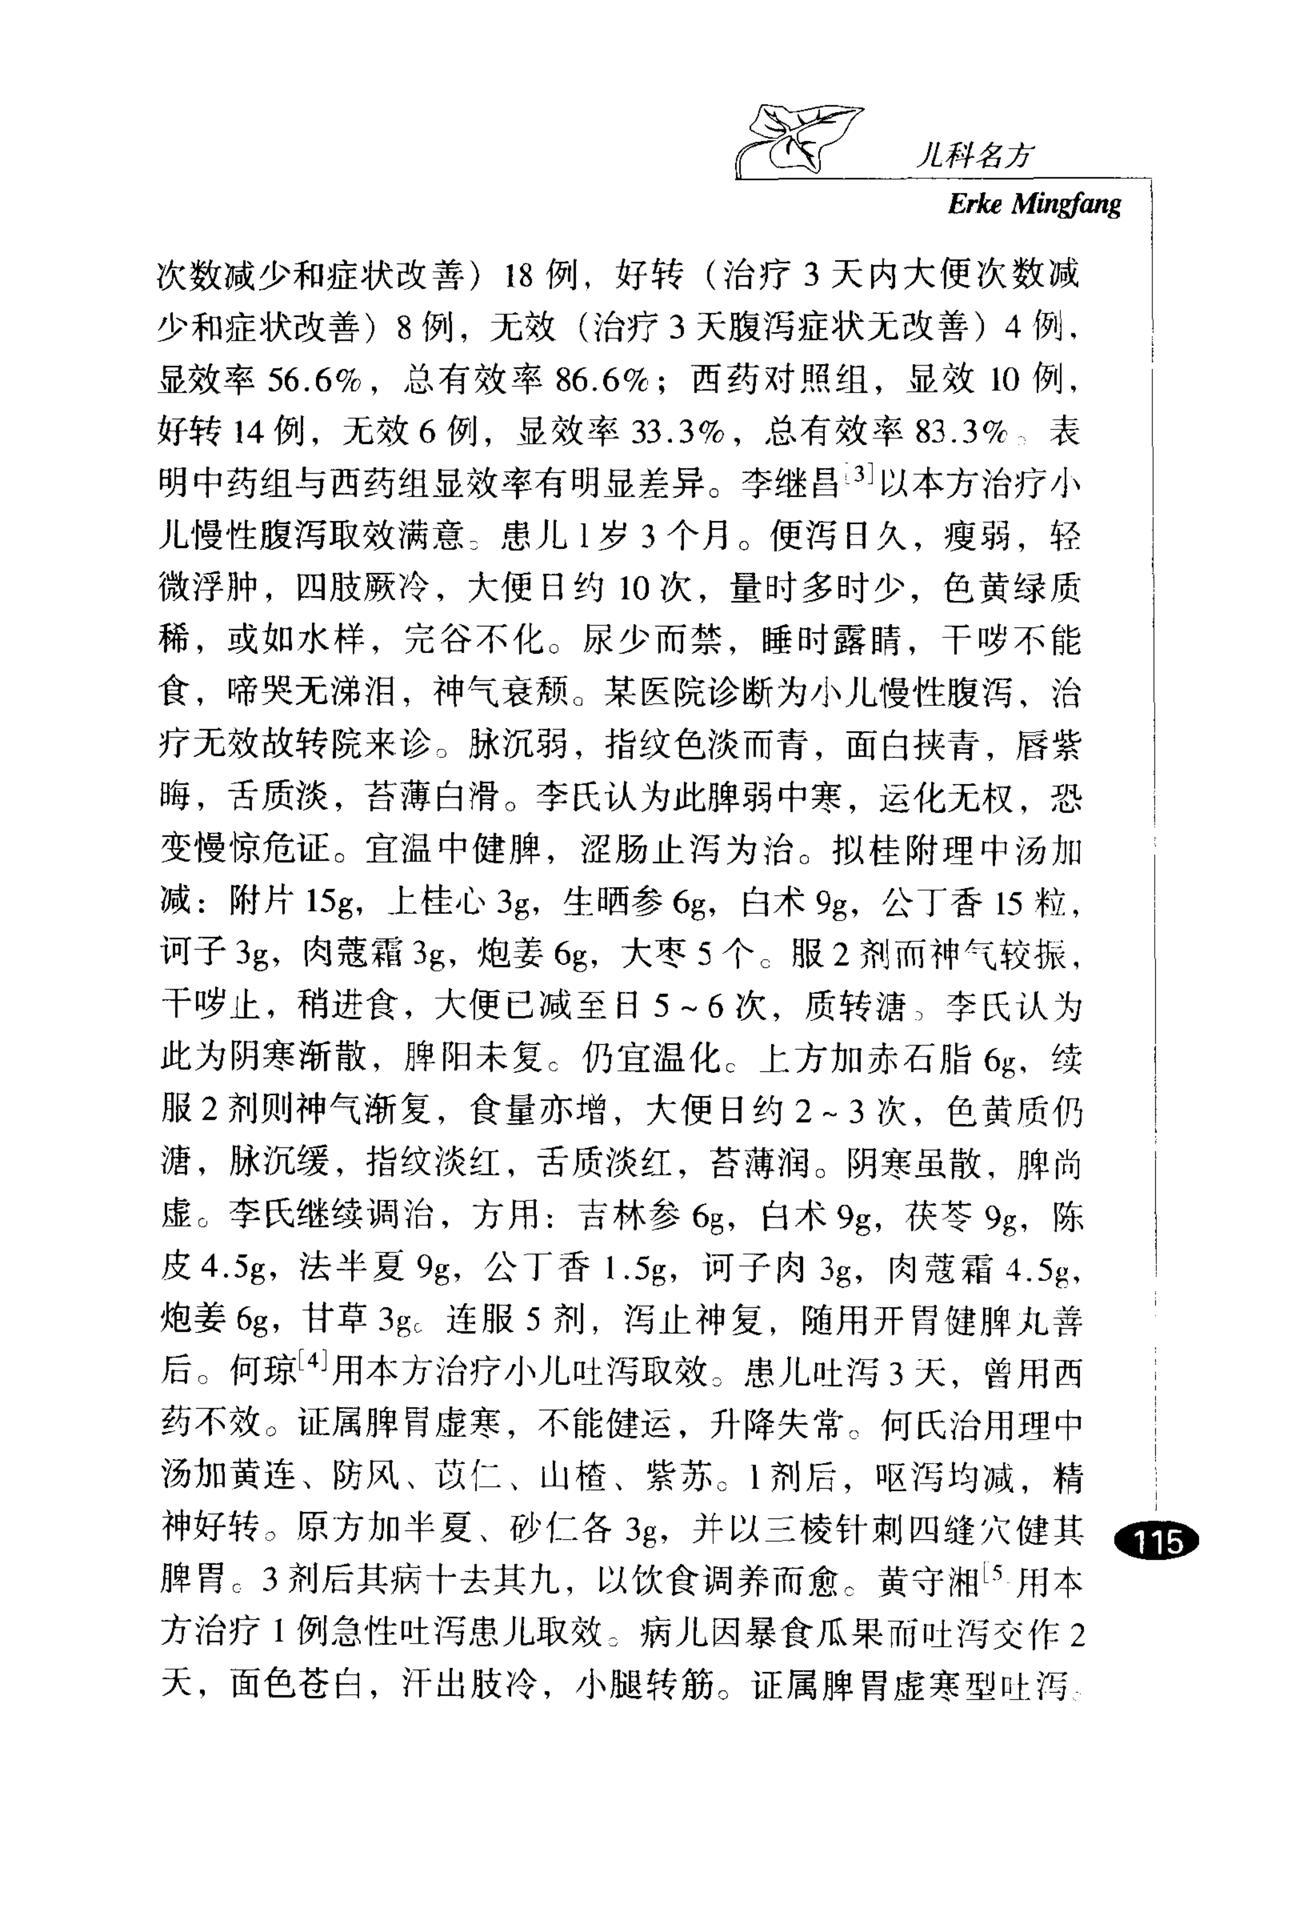 儿科名方
Erke Mingfang
次数减少和症状改善）18 例，好转（治疗 3 天内大便次数减
少和症状改善）8 例，无效（治疗 3 天腹泻症状无改善）4 例，
显效率 56.6%，总有效率 86.6%；西药对照组，显效 10 例，
好转 14 例，无效 6 例，显效率 33.3%，总有效率 83.3%。表
明中药组与西药组显效率有明显差异。李继昌[3]以本方治疗小
儿慢性腹泻取效满意。患儿 1 岁 3 个月。便泻日久，瘦弱，轻
微浮肿，四肢厥冷，大便日约 10 次，量时多时少，色黄绿质
稀，或如水样，完谷不化。尿少而禁，睡时露睛，干哕不能
食，啼哭无涕泪，神气衰颓。某医院诊断为小儿慢性腹泻，治
疗无效故转院来诊。脉沉弱，指纹色淡而青，面白挟青，唇紫
晦，舌质淡，苔薄白滑。李氏认为此脾弱中寒，运化无权，恐
变慢惊危证。宜温中健脾，涩肠止泻为治。拟桂附理中汤加
减：附片 15g，上桂心 3g，生晒参 6g，白术 9g，公丁香 15 粒，
诃子 3g，肉蔻霜 3g，炮姜 6g，大枣 5 个。服 2 剂而神气较振，
干哕止，稍进食，大便已减至日 5～6 次，质转溏。李氏认为
此为阴寒渐散，脾阳未复。仍宜温化。上方加赤石脂 6g，续
服 2 剂则神气渐复，食量亦增，大便日约 2～3 次，色黄质仍
溏，脉沉缓，指纹淡红，舌质淡红，苔薄润。阴寒虽散，脾尚
虚。李氏继续调治，方用：吉林参 6g，白术 9g，茯苓 9g，陈
皮 4.5g，法半夏 9g，公丁香 1.5g，诃子肉 3g，肉蔻霜 4.5g，
炮姜 6g，甘草 3g。连服 5 剂，泻止神复，随用开胃健脾丸善
后。何琼[4]用本方治疗小儿吐泻取效。患儿吐泻 3 天，曾用西
药不效。证属脾胃虚寒，不能健运，升降失常。何氏治用理中
汤加黄连、防风、苡仁、山楂、紫苏。1 剂后，呕泻均减，精
神好转。原方加半夏、砂仁各 3g，并以三棱针刺四缝穴健其
脾胃。3 剂后其病十去其九，以饮食调养而愈。黄守湘[5]用本
方治疗 1 例急性吐泻患儿取效。病儿因暴食瓜果而吐泻交作 2
天，面色苍白，汗出肢冷，小腿转筋。证属脾胃虚寒型吐泻。
115